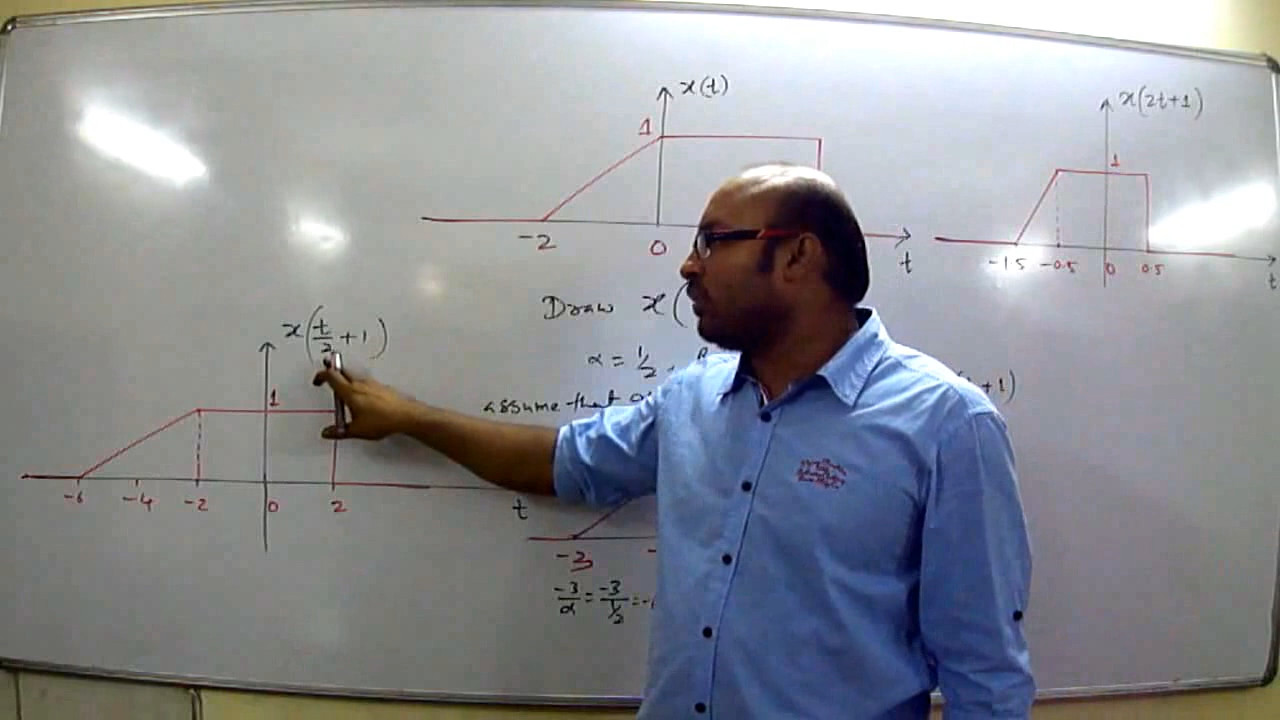 x(t)
1
-2
0
t
x(2t+1)
1
-1.5 -0.5 0 0.5
t
Draw x(
α = 1/2 ,
assume that
+1)
x(t/2 +1)
1
-6 -4 -2 0 2
t
-3
-3/α = -3/1/2 = -